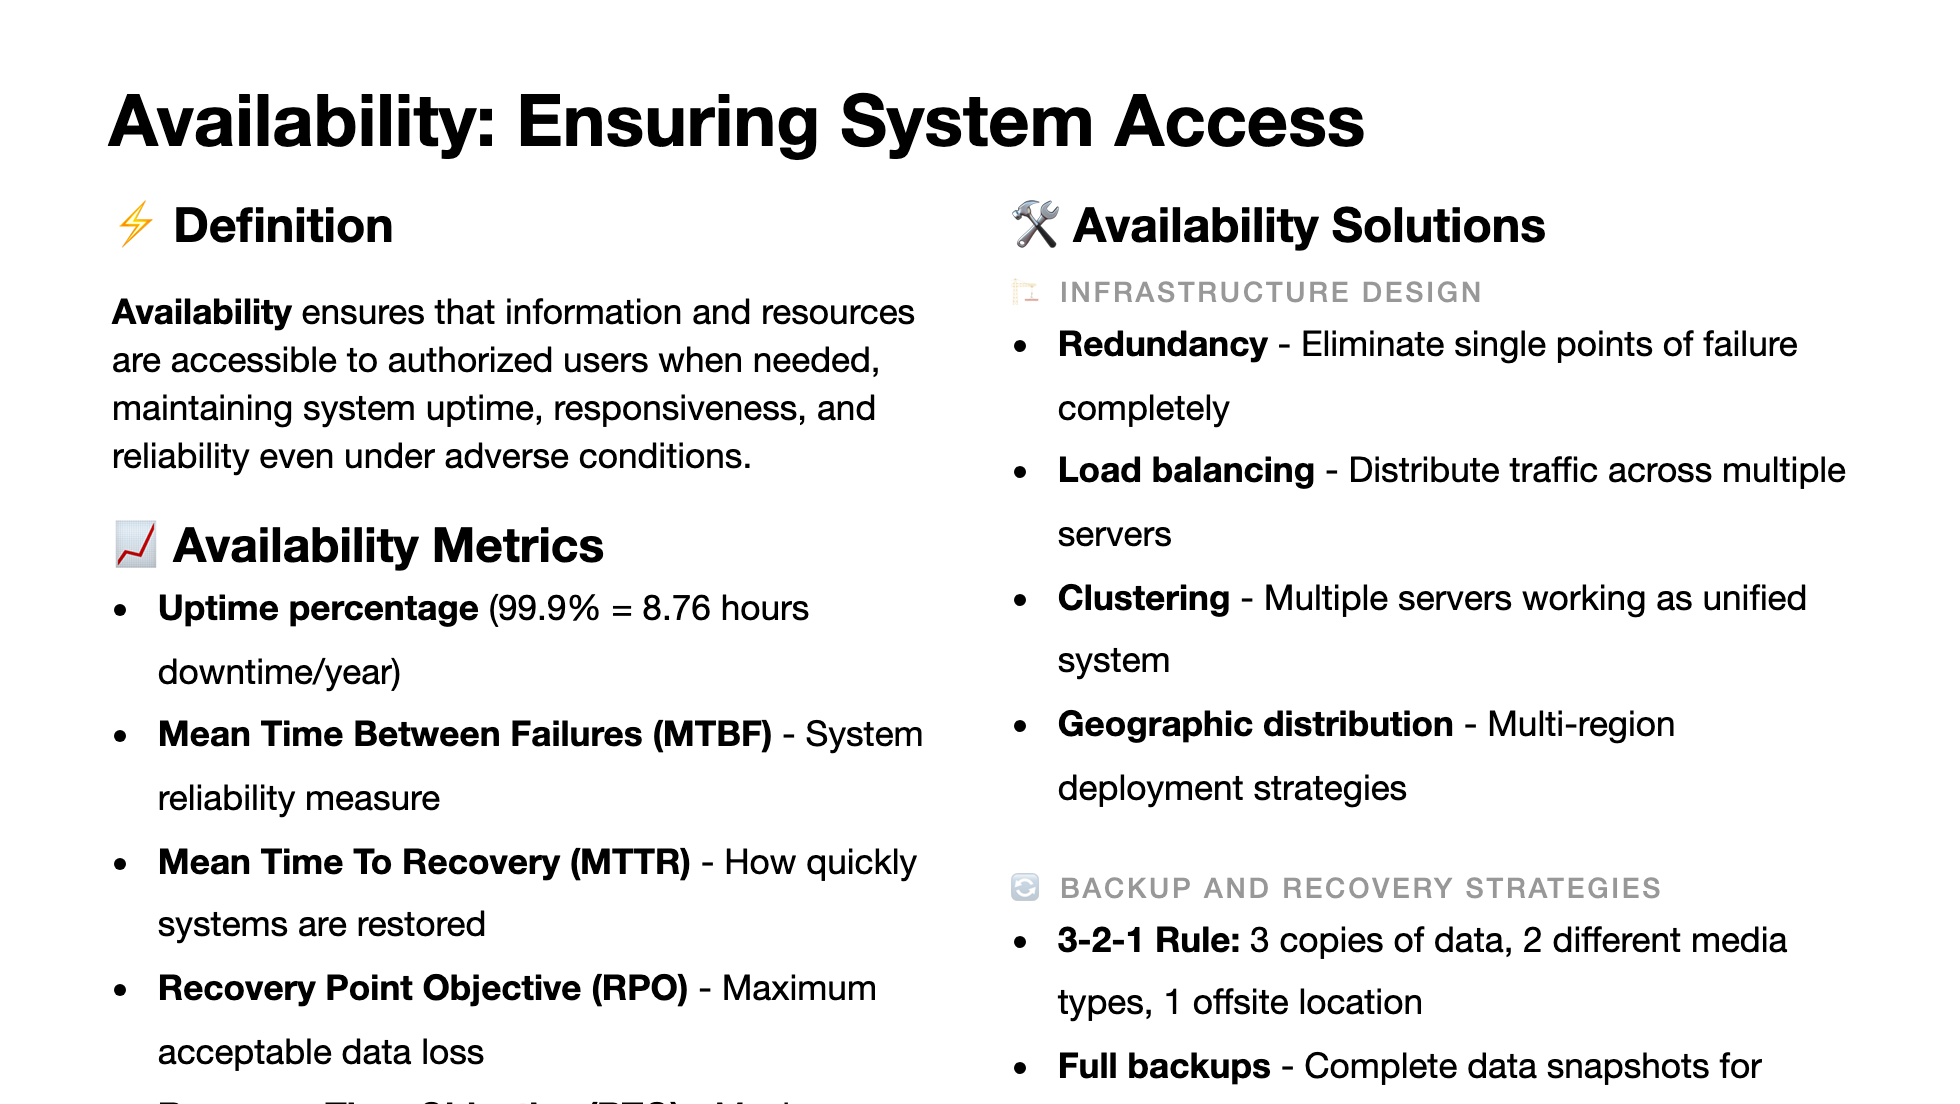 Availability: Ensuring System Access
⚡ Definition
Availability ensures that information and resources
are accessible to authorized users when needed,
maintaining system uptime, responsiveness, and
reliability even under adverse conditions.
📈 Availability Metrics
• Uptime percentage (99.9% = 8.76 hours
downtime/year)
• Mean Time Between Failures (MTBF) - System
reliability measure
• Mean Time To Recovery (MTTR) - How quickly
systems are restored
• Recovery Point Objective (RPO) - Maximum
acceptable data loss
🛠️ Availability Solutions
🏗️ INFRASTRUCTURE DESIGN
• Redundancy - Eliminate single points of failure
completely
• Load balancing - Distribute traffic across multiple
servers
• Clustering - Multiple servers working as unified
system
• Geographic distribution - Multi-region
deployment strategies
🔄 BACKUP AND RECOVERY STRATEGIES
• 3-2-1 Rule: 3 copies of data, 2 different media
types, 1 offsite location
• Full backups - Complete data snapshots for